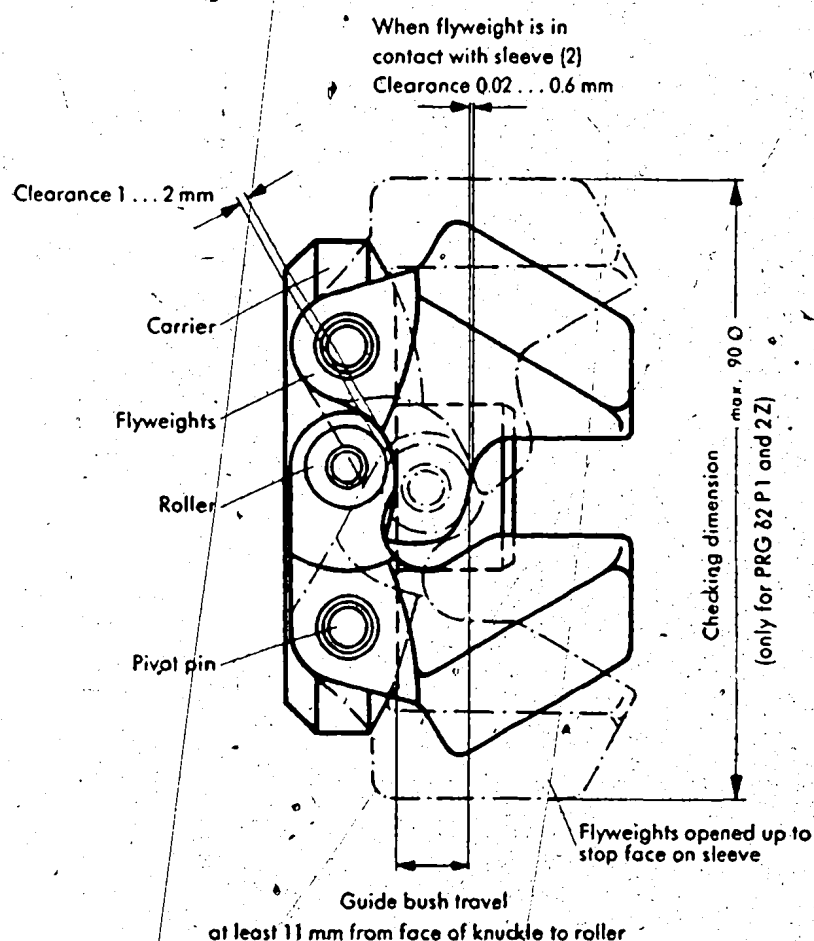 When flyweight is in
contact with sleeve (2)
Clearance 0.02 . . . 0.6 mm
Clearance 1 . . . 2 mm
Carrier
Flyweights
Roller
Pivot pin
Checking dimension max. 90 Ø
(only for PRG 82 P1 and 2Z)
Flyweights opened up to
stop face on sleeve
Guide bush travel
at least 11 mm from face of knuckle to roller